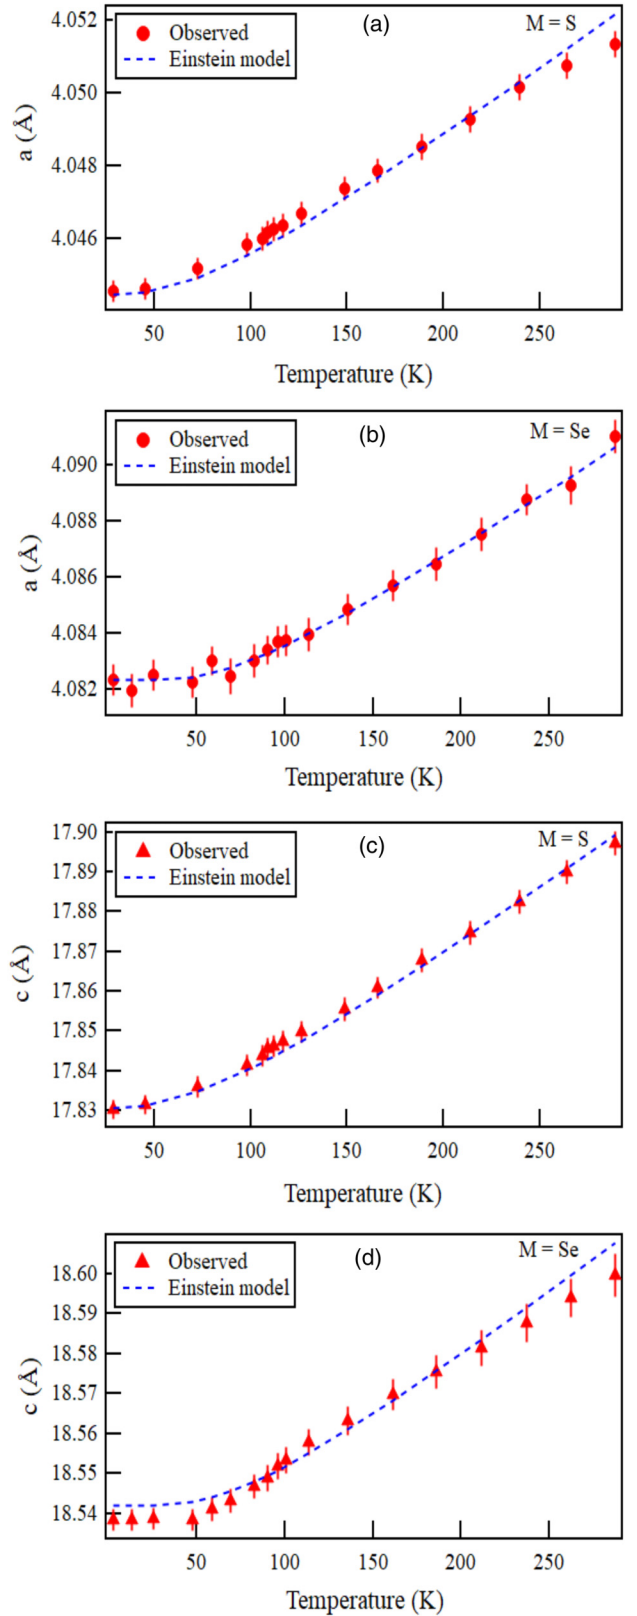 4.052
4.050
4.048
4.046
a (Å)
Observed
Einstein model
(a)
M = S
50 100 150 200 250
Temperature (K)
4.090
4.088
4.086
4.084
4.082
a (Å)
Observed
Einstein model
(b)
M = Se
50 100 150 200 250
Temperature (K)
17.90
17.89
17.88
17.87
17.86
17.85
17.84
17.83
c (Å)
Observed
Einstein model
(c)
M = S
50 100 150 200 250
Temperature (K)
18.60
18.59
18.58
18.57
18.56
18.55
18.54
c (Å)
Observed
Einstein model
(d)
M = Se
50 100 150 200 250
Temperature (K)